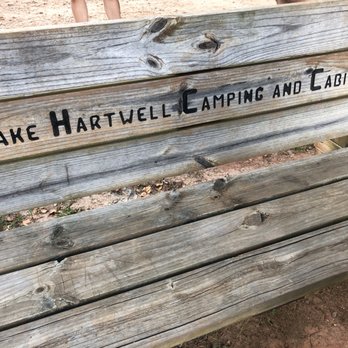 AKE HARTWELL CAMPING AND CABI